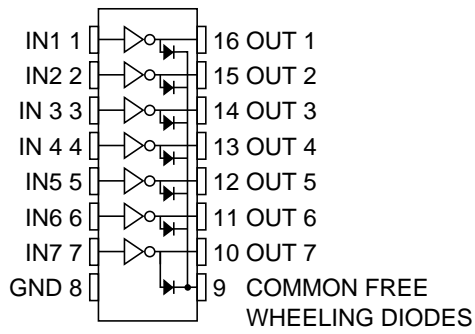 IN1 1 16 OUT 1
IN2 2 15 OUT 2
IN 3 3 14 OUT 3
IN 4 4 13 OUT 4
IN5 5 12 OUT 5
IN6 6 11 OUT 6
IN7 7 10 OUT 7
GND 8 9 COMMON FREE
WHEELING DIODES